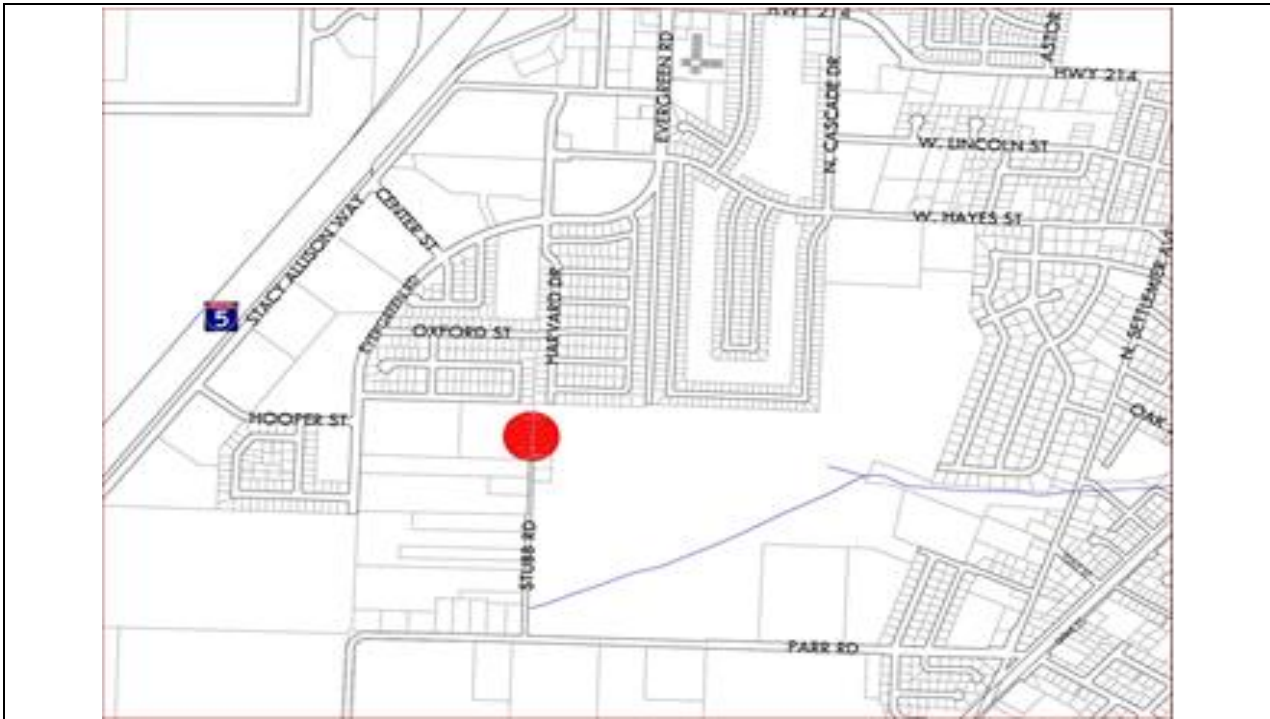 HWY 214
ASTOR
HWY 214
EVERGREEN RD
N. CASCADE DR
W. LINCOLN ST
CENTER ST
W. HAYES ST
STACY ALLISON WAY
N. SETTLEMIER AV
5
EVERGREEN RD
OXFORD ST
HARVARD DR
HOOPER ST
OAK
STUBB RD
PARR RD